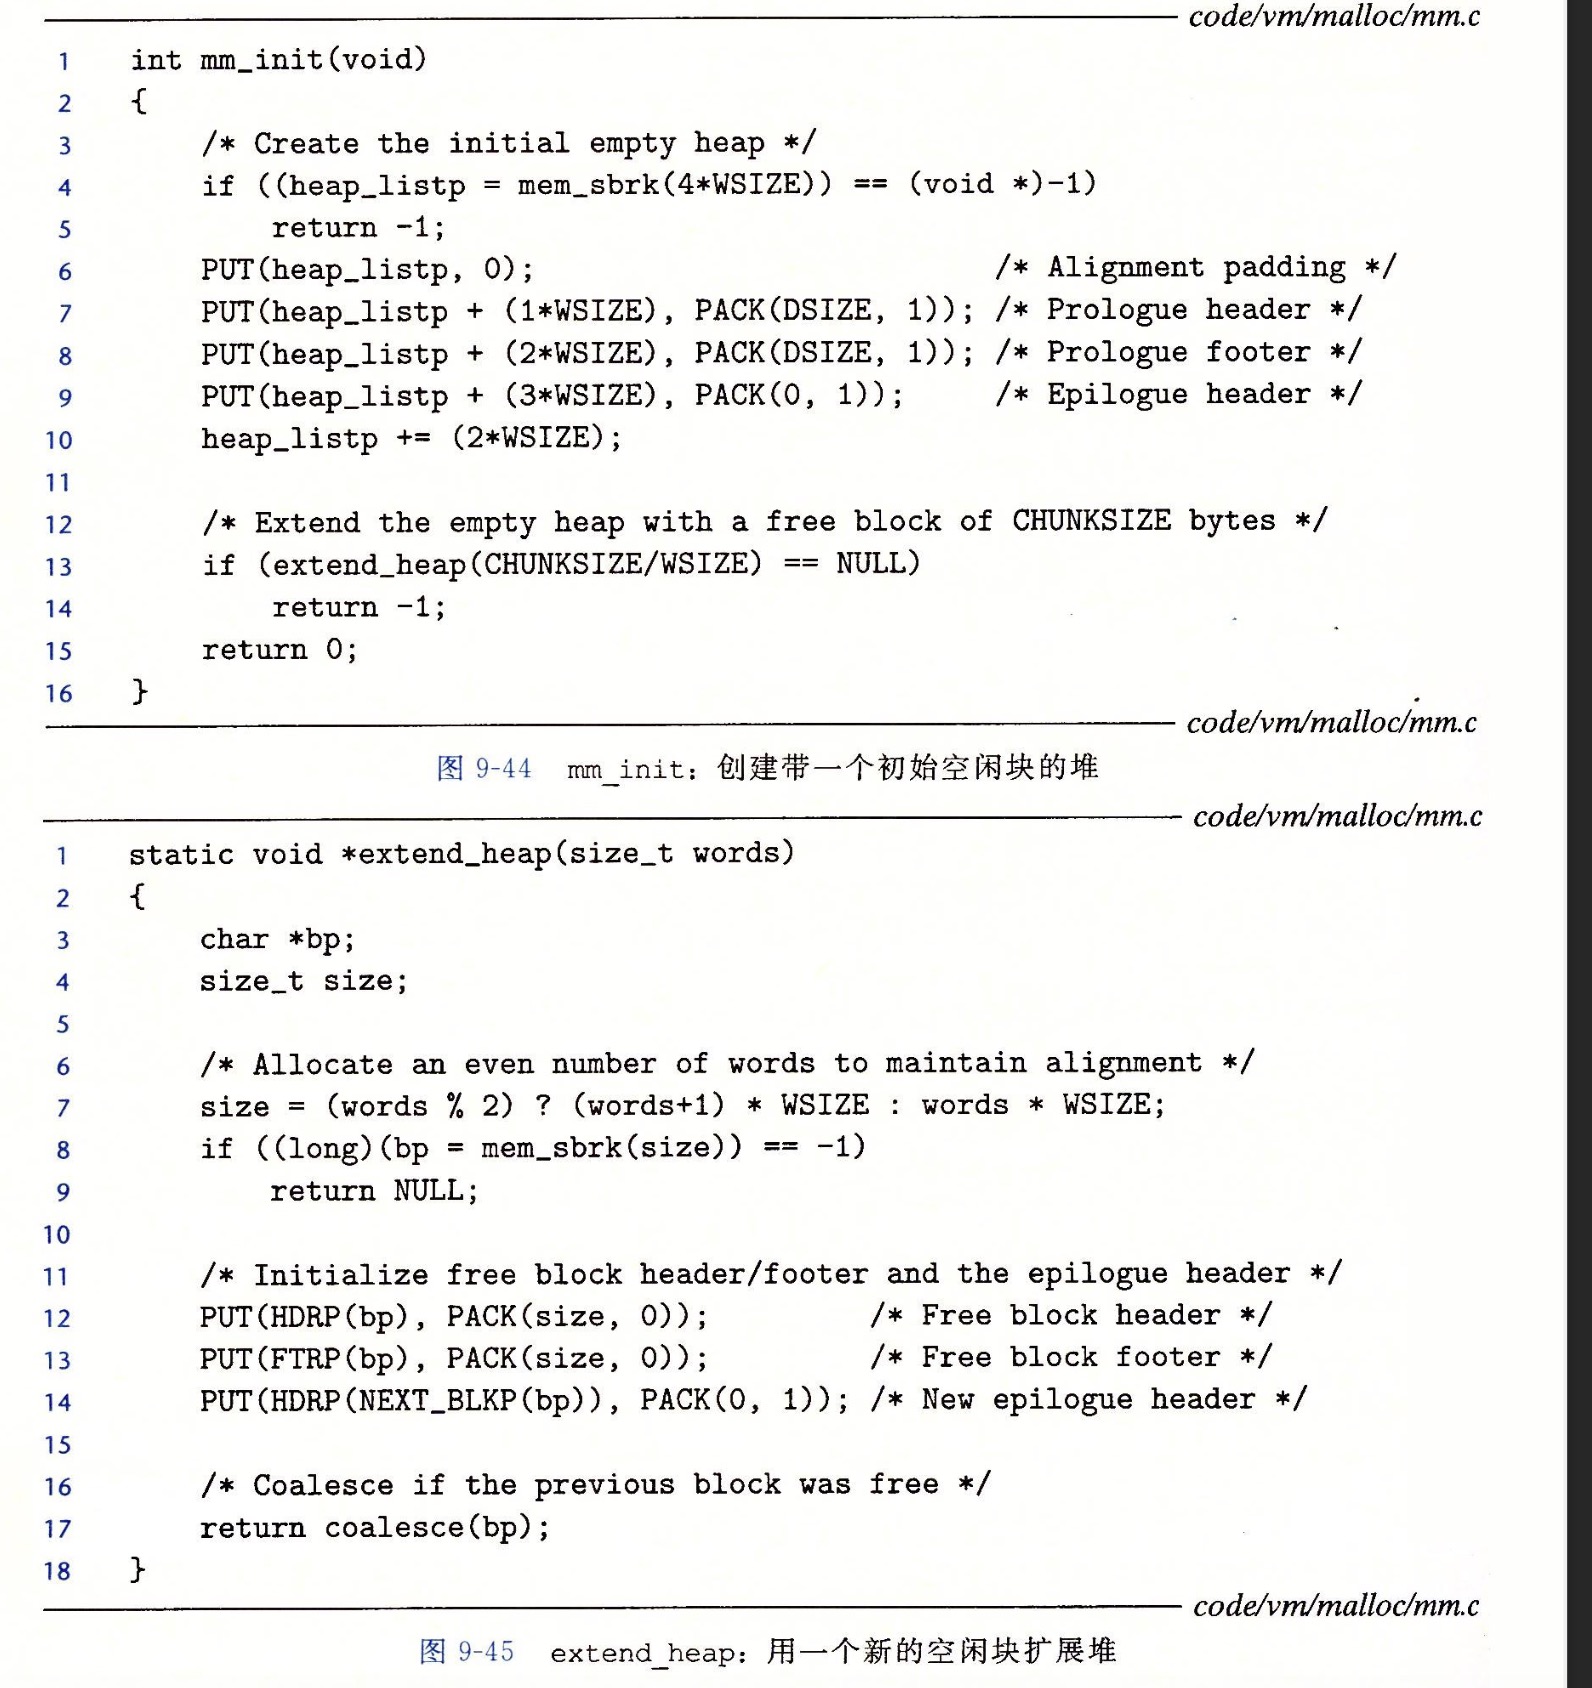 code/vm/malloc/mm.c
1 int mm_init(void)
2 {
3     /* Create the initial empty heap */
4     if ((heap_listp = mem_sbrk(4*WSIZE)) == (void *)-1)
5         return -1;
6     PUT(heap_listp, 0);                          /* Alignment padding */
7     PUT(heap_listp + (1*WSIZE), PACK(DSIZE, 1)); /* Prologue header */
8     PUT(heap_listp + (2*WSIZE), PACK(DSIZE, 1)); /* Prologue footer */
9     PUT(heap_listp + (3*WSIZE), PACK(0, 1));     /* Epilogue header */
10     heap_listp += (2*WSIZE);
11
12     /* Extend the empty heap with a free block of CHUNKSIZE bytes */
13     if (extend_heap(CHUNKSIZE/WSIZE) == NULL)
14         return -1;
15     return 0;
16 }
code/vm/malloc/mm.c
图 9-44 mm_init: 创建带一个初始空闲块的堆
code/vm/malloc/mm.c
1 static void *extend_heap(size_t words)
2 {
3     char *bp;
4     size_t size;
5
6     /* Allocate an even number of words to maintain alignment */
7     size = (words % 2) ? (words+1) * WSIZE : words * WSIZE;
8     if ((long)(bp = mem_sbrk(size)) == -1)
9         return NULL;
10
11     /* Initialize free block header/footer and the epilogue header */
12     PUT(HDRP(bp), PACK(size, 0));         /* Free block header */
13     PUT(FTRP(bp), PACK(size, 0));         /* Free block footer */
14     PUT(HDRP(NEXT_BLKP(bp)), PACK(0, 1)); /* New epilogue header */
15
16     /* Coalesce if the previous block was free */
17     return coalesce(bp);
18 }
code/vm/malloc/mm.c
图 9-45 extend_heap: 用一个新的空闲块扩展堆